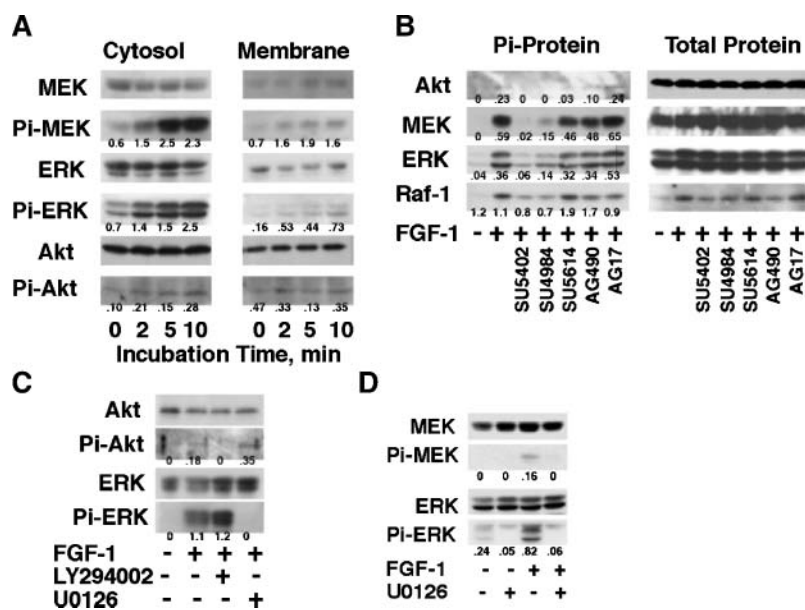 A
Cytosol Membrane
MEK
Pi-MEK
0.6 1.5 2.5 2.3 0.7 1.6 1.9 1.6
ERK
Pi-ERK
0.7 1.4 1.5 2.5 .16 .53 .44 .73
Akt
Pi-Akt
.10 .21 .15 .28 .47 .33 .13 .35
0 2 5 10 0 2 5 10
Incubation Time, min
B
Pi-Protein Total Protein
Akt
0 .23 0 0 .03 .10 .24
MEK
0 .59 .02 .15 .46 .48 .65
ERK
.04 .36 .06 .14 .32 .34 .53
Raf-1
1.2 1.1 0.8 0.7 1.9 1.7 0.9
FGF-1 - + + + + + + - + + + + + +
SU5402 SU4984 SU5614 AG490 AG17 SU5402 SU4984 SU5614 AG490 AG17
C
Akt
Pi-Akt
0 .18 0 .35
ERK
Pi-ERK
0 1.1 1.2 0
FGF-1 - + + +
LY294002 - - + -
U0126 - - - +
D
MEK
Pi-MEK
0 0 .16 0
ERK
Pi-ERK
.24 .05 .82 .06
FGF-1 - - + +
U0126 - + - +